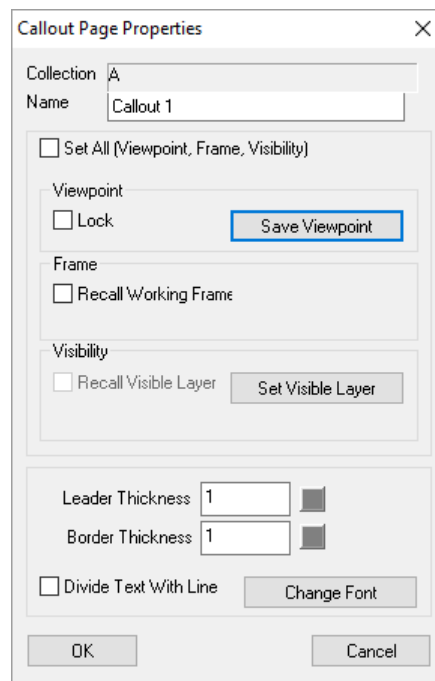 Callout Page Properties
Collection A
Name Callout 1
Set All (Viewpoint, Frame, Visibility)
Viewpoint
Lock Save Viewpoint
Frame
Recall Working Frame
Visibility
Recall Visible Layer Set Visible Layer
Leader Thickness 1
Border Thickness 1
Divide Text With Line Change Font
OK Cancel